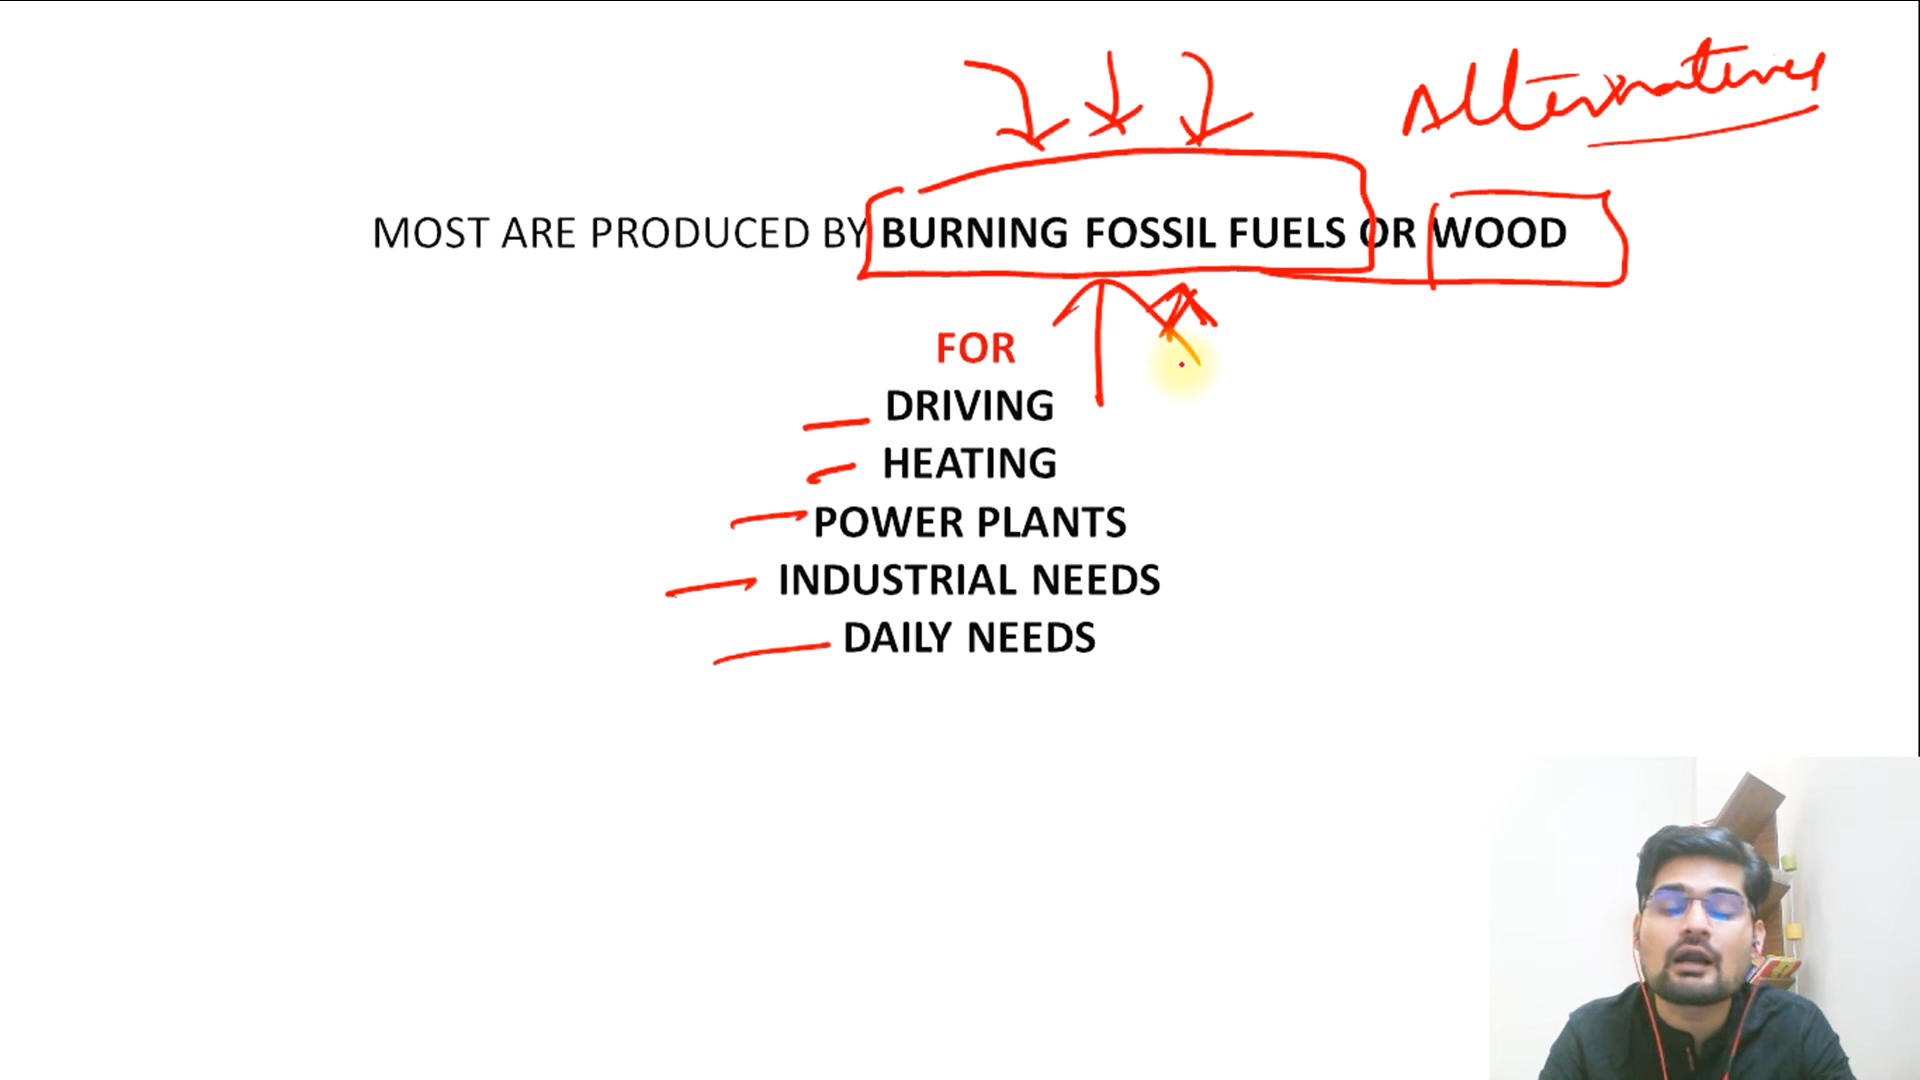 Alternatives
MOST ARE PRODUCED BY BURNING FOSSIL FUELS OR WOOD
FOR
DRIVING
HEATING
POWER PLANTS
INDUSTRIAL NEEDS
DAILY NEEDS